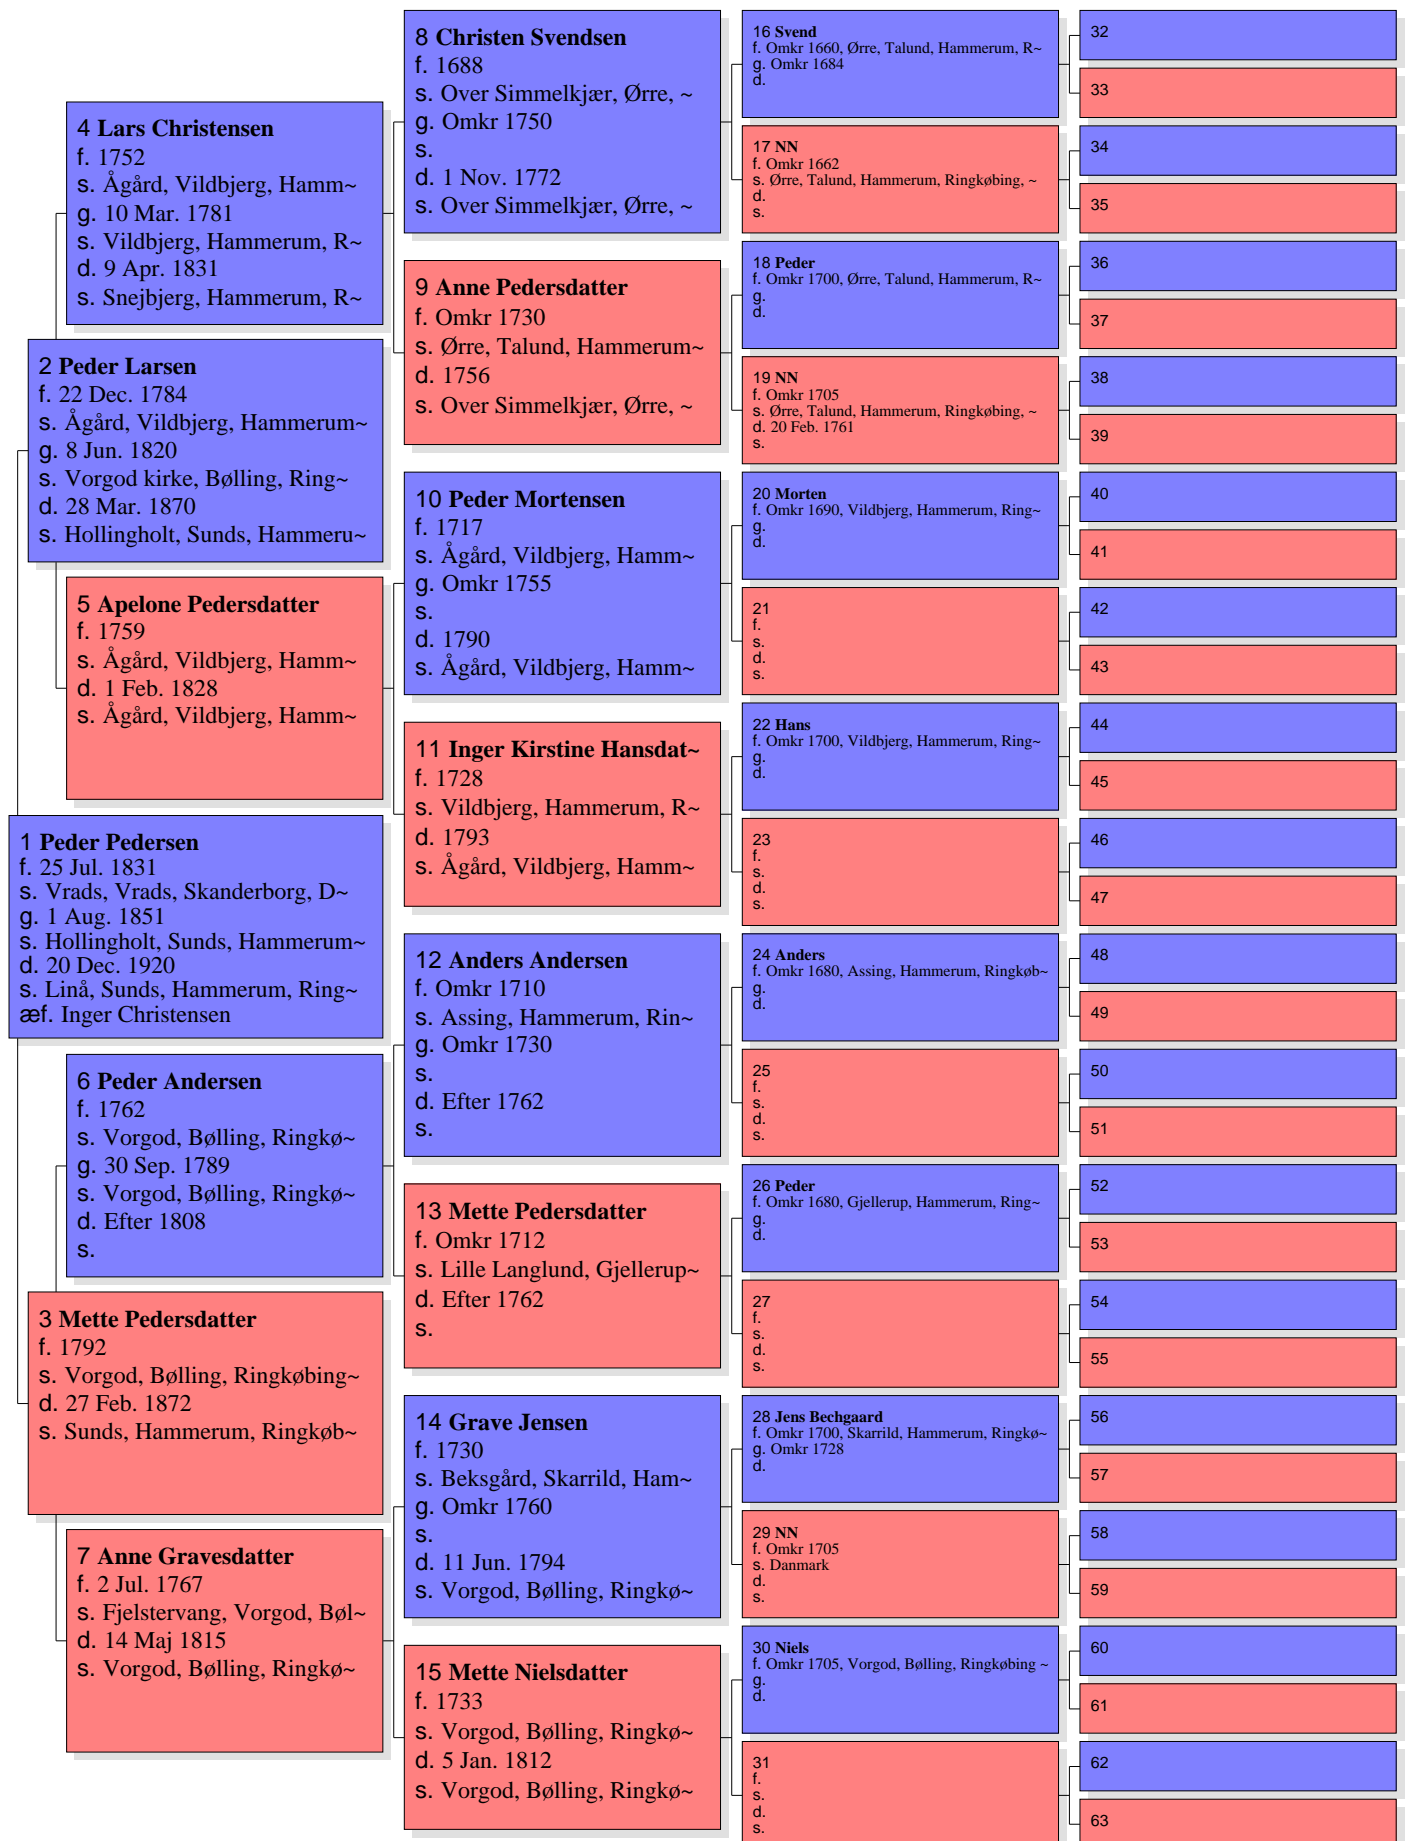 1 Peder Pedersen
f. 25 Jul. 1831
s. Vrads, Vrads, Skanderborg, D~
g. 1 Aug. 1851
s. Hollingholt, Sunds, Hammerum~
d. 20 Dec. 1920
s. Linå, Sunds, Hammerum, Ring~
æf. Inger Christensen
2 Peder Larsen
f. 22 Dec. 1784
s. Ågård, Vildbjerg, Hammerum~
g. 8 Jun. 1820
s. Vorgod kirke, Bølling, Ring~
d. 28 Mar. 1870
s. Hollingholt, Sunds, Hammeru~
3 Mette Pedersdatter
f. 1792
s. Vorgod, Bølling, Ringkøbing~
d. 27 Feb. 1872
s. Sunds, Hammerum, Ringkøb~
4 Lars Christensen
f. 1752
s. Ågård, Vildbjerg, Hamm~
g. 10 Mar. 1781
s. Vildbjerg, Hammerum, R~
d. 9 Apr. 1831
s. Snejbjerg, Hammerum, R~
5 Apelone Pedersdatter
f. 1759
s. Ågård, Vildbjerg, Hamm~
d. 1 Feb. 1828
s. Ågård, Vildbjerg, Hamm~
6 Peder Andersen
f. 1762
s. Vorgod, Bølling, Ringkø~
g. 30 Sep. 1789
s. Vorgod, Bølling, Ringkø~
d. Efter 1808
s.
7 Anne Gravesdatter
f. 2 Jul. 1767
s. Fjelstervang, Vorgod, Bøl~
d. 14 Maj 1815
s. Vorgod, Bølling, Ringkø~
8 Christen Svendsen
f. 1688
s. Over Simmelkjær, Ørre, ~
g. Omkr 1750
s.
d. 1 Nov. 1772
s. Over Simmelkjær, Ørre, ~
9 Anne Pedersdatter
f. Omkr 1730
s. Ørre, Talund, Hammerum~
d. 1756
s. Over Simmelkjær, Ørre, ~
10 Peder Mortensen
f. 1717
s. Ågård, Vildbjerg, Hamm~
g. Omkr 1755
s.
d. 1790
s. Ågård, Vildbjerg, Hamm~
11 Inger Kirstine Hansdat~
f. 1728
s. Vildbjerg, Hammerum, R~
d. 1793
s. Ågård, Vildbjerg, Hamm~
12 Anders Andersen
f. Omkr 1710
s. Assing, Hammerum, Rin~
g. Omkr 1730
s.
d. Efter 1762
s.
13 Mette Pedersdatter
f. Omkr 1712
s. Lille Langlund, Gjellerup~
d. Efter 1762
s.
14 Grave Jensen
f. 1730
s. Beksgård, Skarrild, Ham~
g. Omkr 1760
s.
d. 11 Jun. 1794
s. Vorgod, Bølling, Ringkø~
15 Mette Nielsdatter
f. 1733
s. Vorgod, Bølling, Ringkø~
d. 5 Jan. 1812
s. Vorgod, Bølling, Ringkø~
16 Svend
f. Omkr 1660, Ørre, Talund, Hammerum, R~
g. Omkr 1684
d.
17 NN
f. Omkr 1662
s. Ørre, Talund, Hammerum, Ringkøbing, ~
d.
s.
18 Peder
f. Omkr 1700, Ørre, Talund, Hammerum, R~
g.
d.
19 NN
f. Omkr 1705
s. Ørre, Talund, Hammerum, Ringkøbing, ~
d. 20 Feb. 1761
s.
20 Morten
f. Omkr 1690, Vildbjerg, Hammerum, Ring~
g.
d.
21
f.
s.
d.
s.
22 Hans
f. Omkr 1700, Vildbjerg, Hammerum, Ring~
g.
d.
23
f.
s.
d.
s.
24 Anders
f. Omkr 1680, Assing, Hammerum, Ringkøb~
g.
d.
25
f.
s.
d.
s.
26 Peder
f. Omkr 1680, Gjellerup, Hammerum, Ring~
g.
d.
27
f.
s.
d.
s.
28 Jens Bechgaard
f. Omkr 1700, Skarrild, Hammerum, Ringkø~
g. Omkr 1728
d.
29 NN
f. Omkr 1705
s. Danmark
d.
s.
30 Niels
f. Omkr 1705, Vorgod, Bølling, Ringkøbing ~
g.
d.
31
f.
s.
d.
s.
32
33
34
35
36
37
38
39
40
41
42
43
44
45
46
47
48
49
50
51
52
53
54
55
56
57
58
59
60
61
62
63